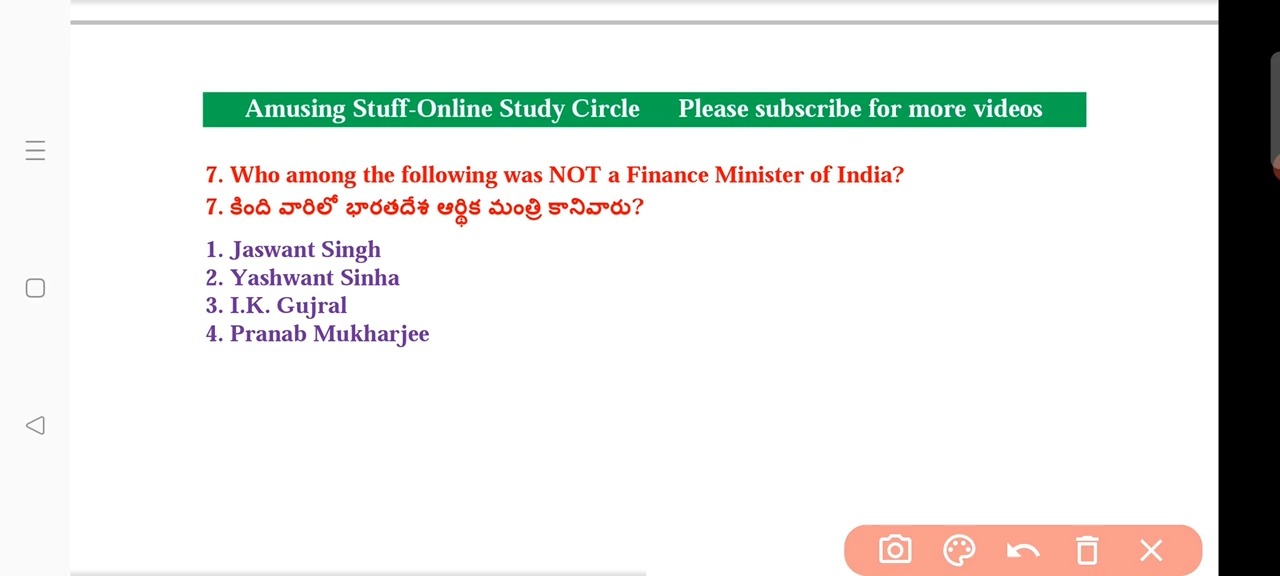 Amusing Stuff-Online Study Circle Please subscribe for more videos
7. Who among the following was NOT a Finance Minister of India?
7. కింది వారిలో భారతదేశ ఆర్థిక మంత్రి కానివారు?
1. Jaswant Singh
2. Yashwant Sinha
3. I.K. Gujral
4. Pranab Mukharjee